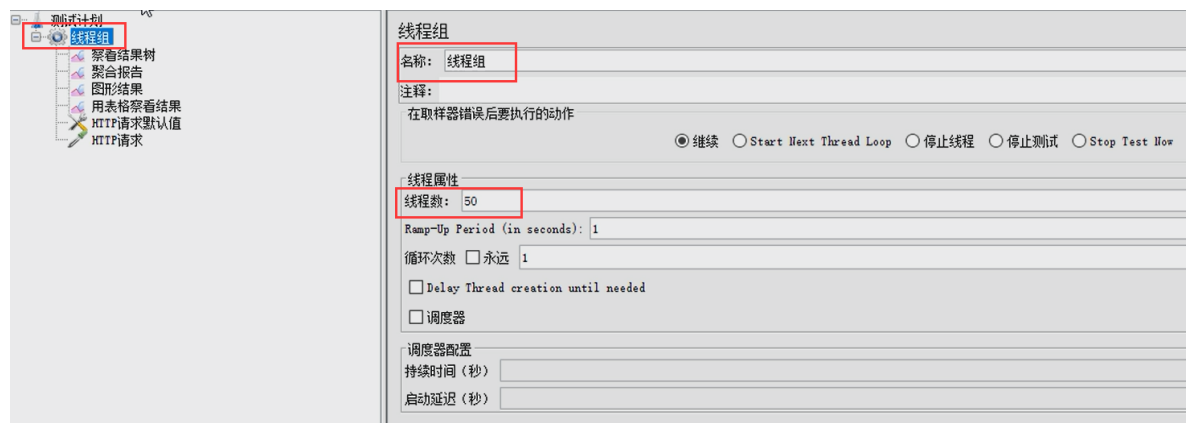 测试计划
线程组
察看结果树
聚合报告
图形结果
用表格察看结果
HTTP请求默认值
HTTP请求
线程组
名称： 线程组
注释：
在取样器错误后要执行的动作
继续 Start Next Thread Loop 停止线程 停止测试 Stop Test Now
线程属性
线程数： 50
Ramp-Up Period (in seconds): 1
循环次数 永远 1
Delay Thread creation until needed
调度器
调度器配置
持续时间（秒）
启动延迟（秒）